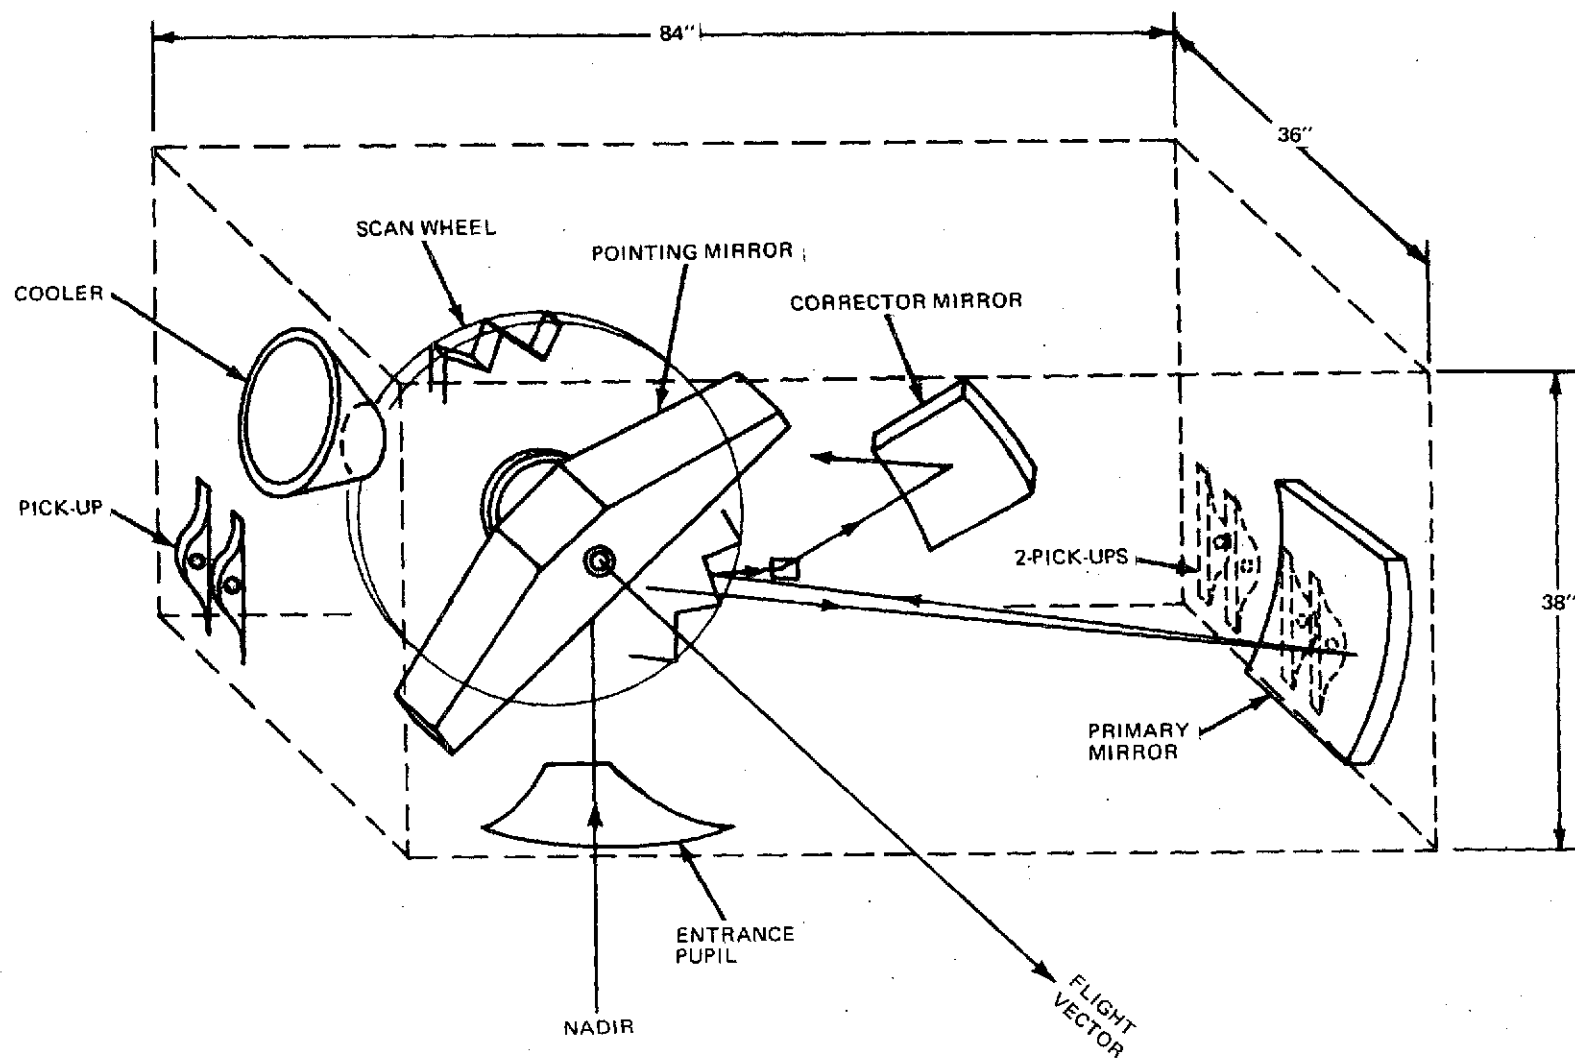 84"
36"
SCAN WHEEL
POINTING MIRROR
COOLER
CORRECTOR MIRROR
PICK-UP
2-PICK-UPS
38"
PRIMARY
MIRROR
ENTRANCE
PUPIL
FLIGHT
VECTOR
NADIR